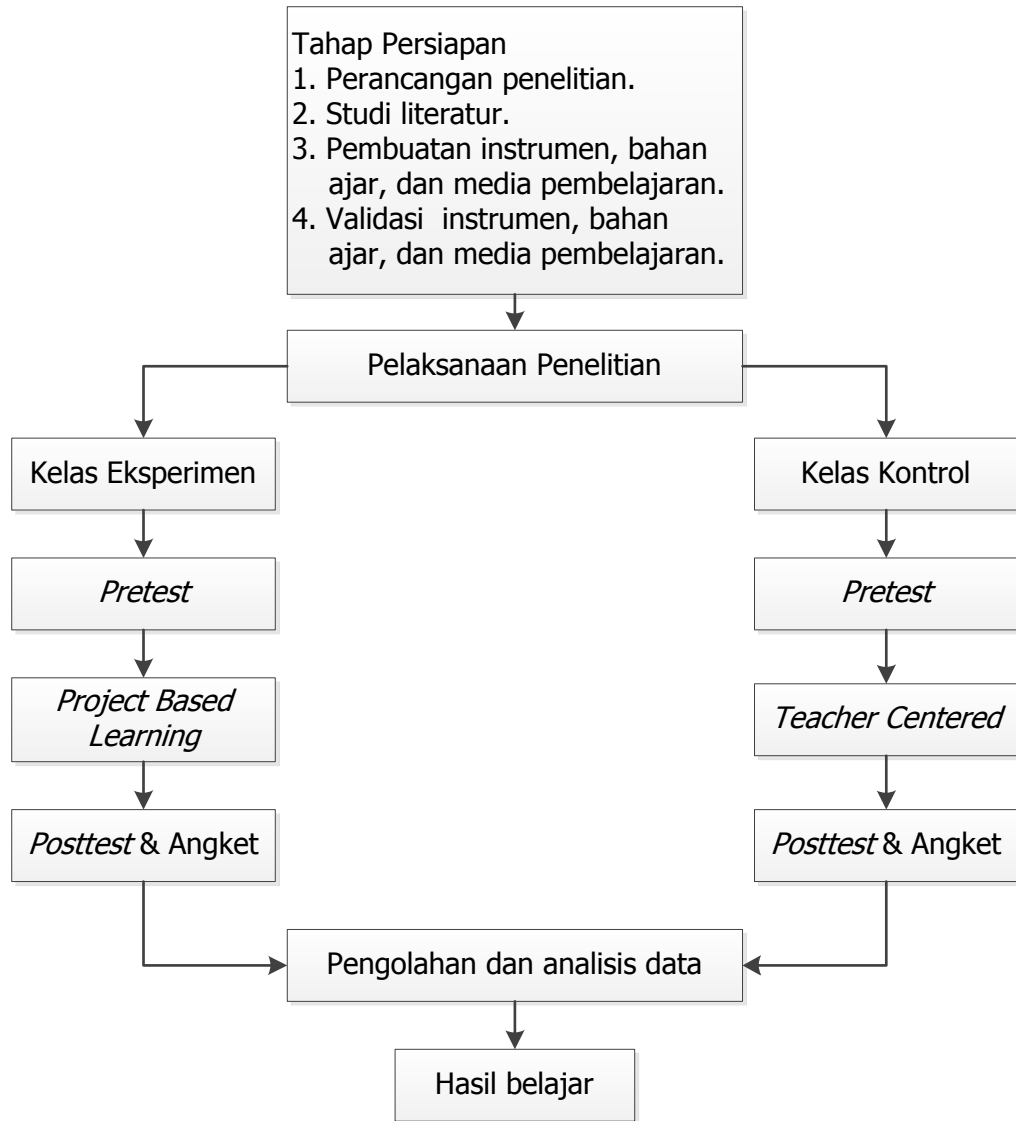 Tahap Persiapan
1. Perancangan penelitian.
2. Studi literatur.
3. Pembuatan instrumen, bahan
ajar, dan media pembelajaran.
4. Validasi  instrumen, bahan
ajar, dan media pembelajaran.
Pelaksanaan Penelitian
Kelas Eksperimen
Kelas Kontrol
Pretest
Pretest
Project Based
Learning
Teacher Centered
Posttest & Angket
Posttest & Angket
Pengolahan dan analisis data
Hasil belajar